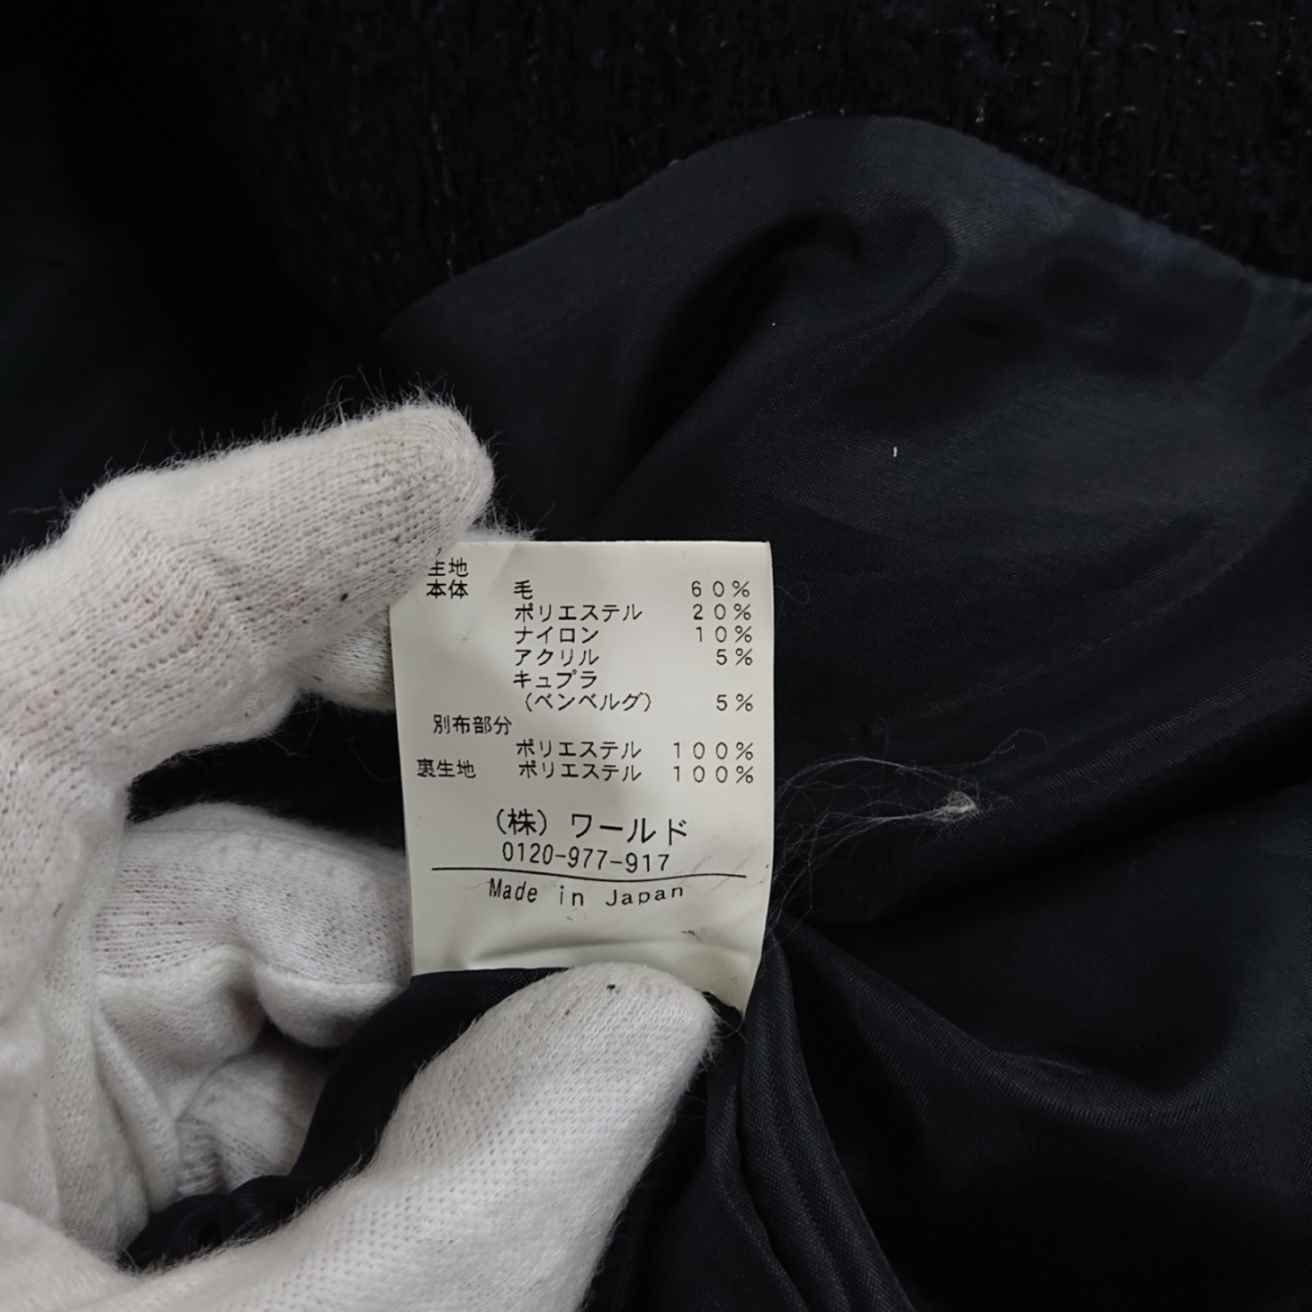 生地
本体 毛 60%
ポリエステル 20%
ナイロン 10%
アクリル 5%
キュプラ
(ベンベルグ) 5%
別布部分
ポリエステル 100%
裏生地 ポリエステル 100%
(株)ワールド
0120-977-917
Made in Japan